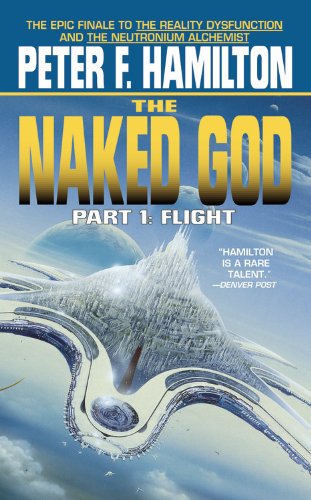 THE EPIC FINALE TO THE REALITY DYSFUNCTION
AND THE NEUTRONIUM ALCHEMIST
PETER F. HAMILTON
THE
NAKED GOD
PART 1: FLIGHT
"HAMILTON
IS A RARE
TALENT."
—DENVER POST